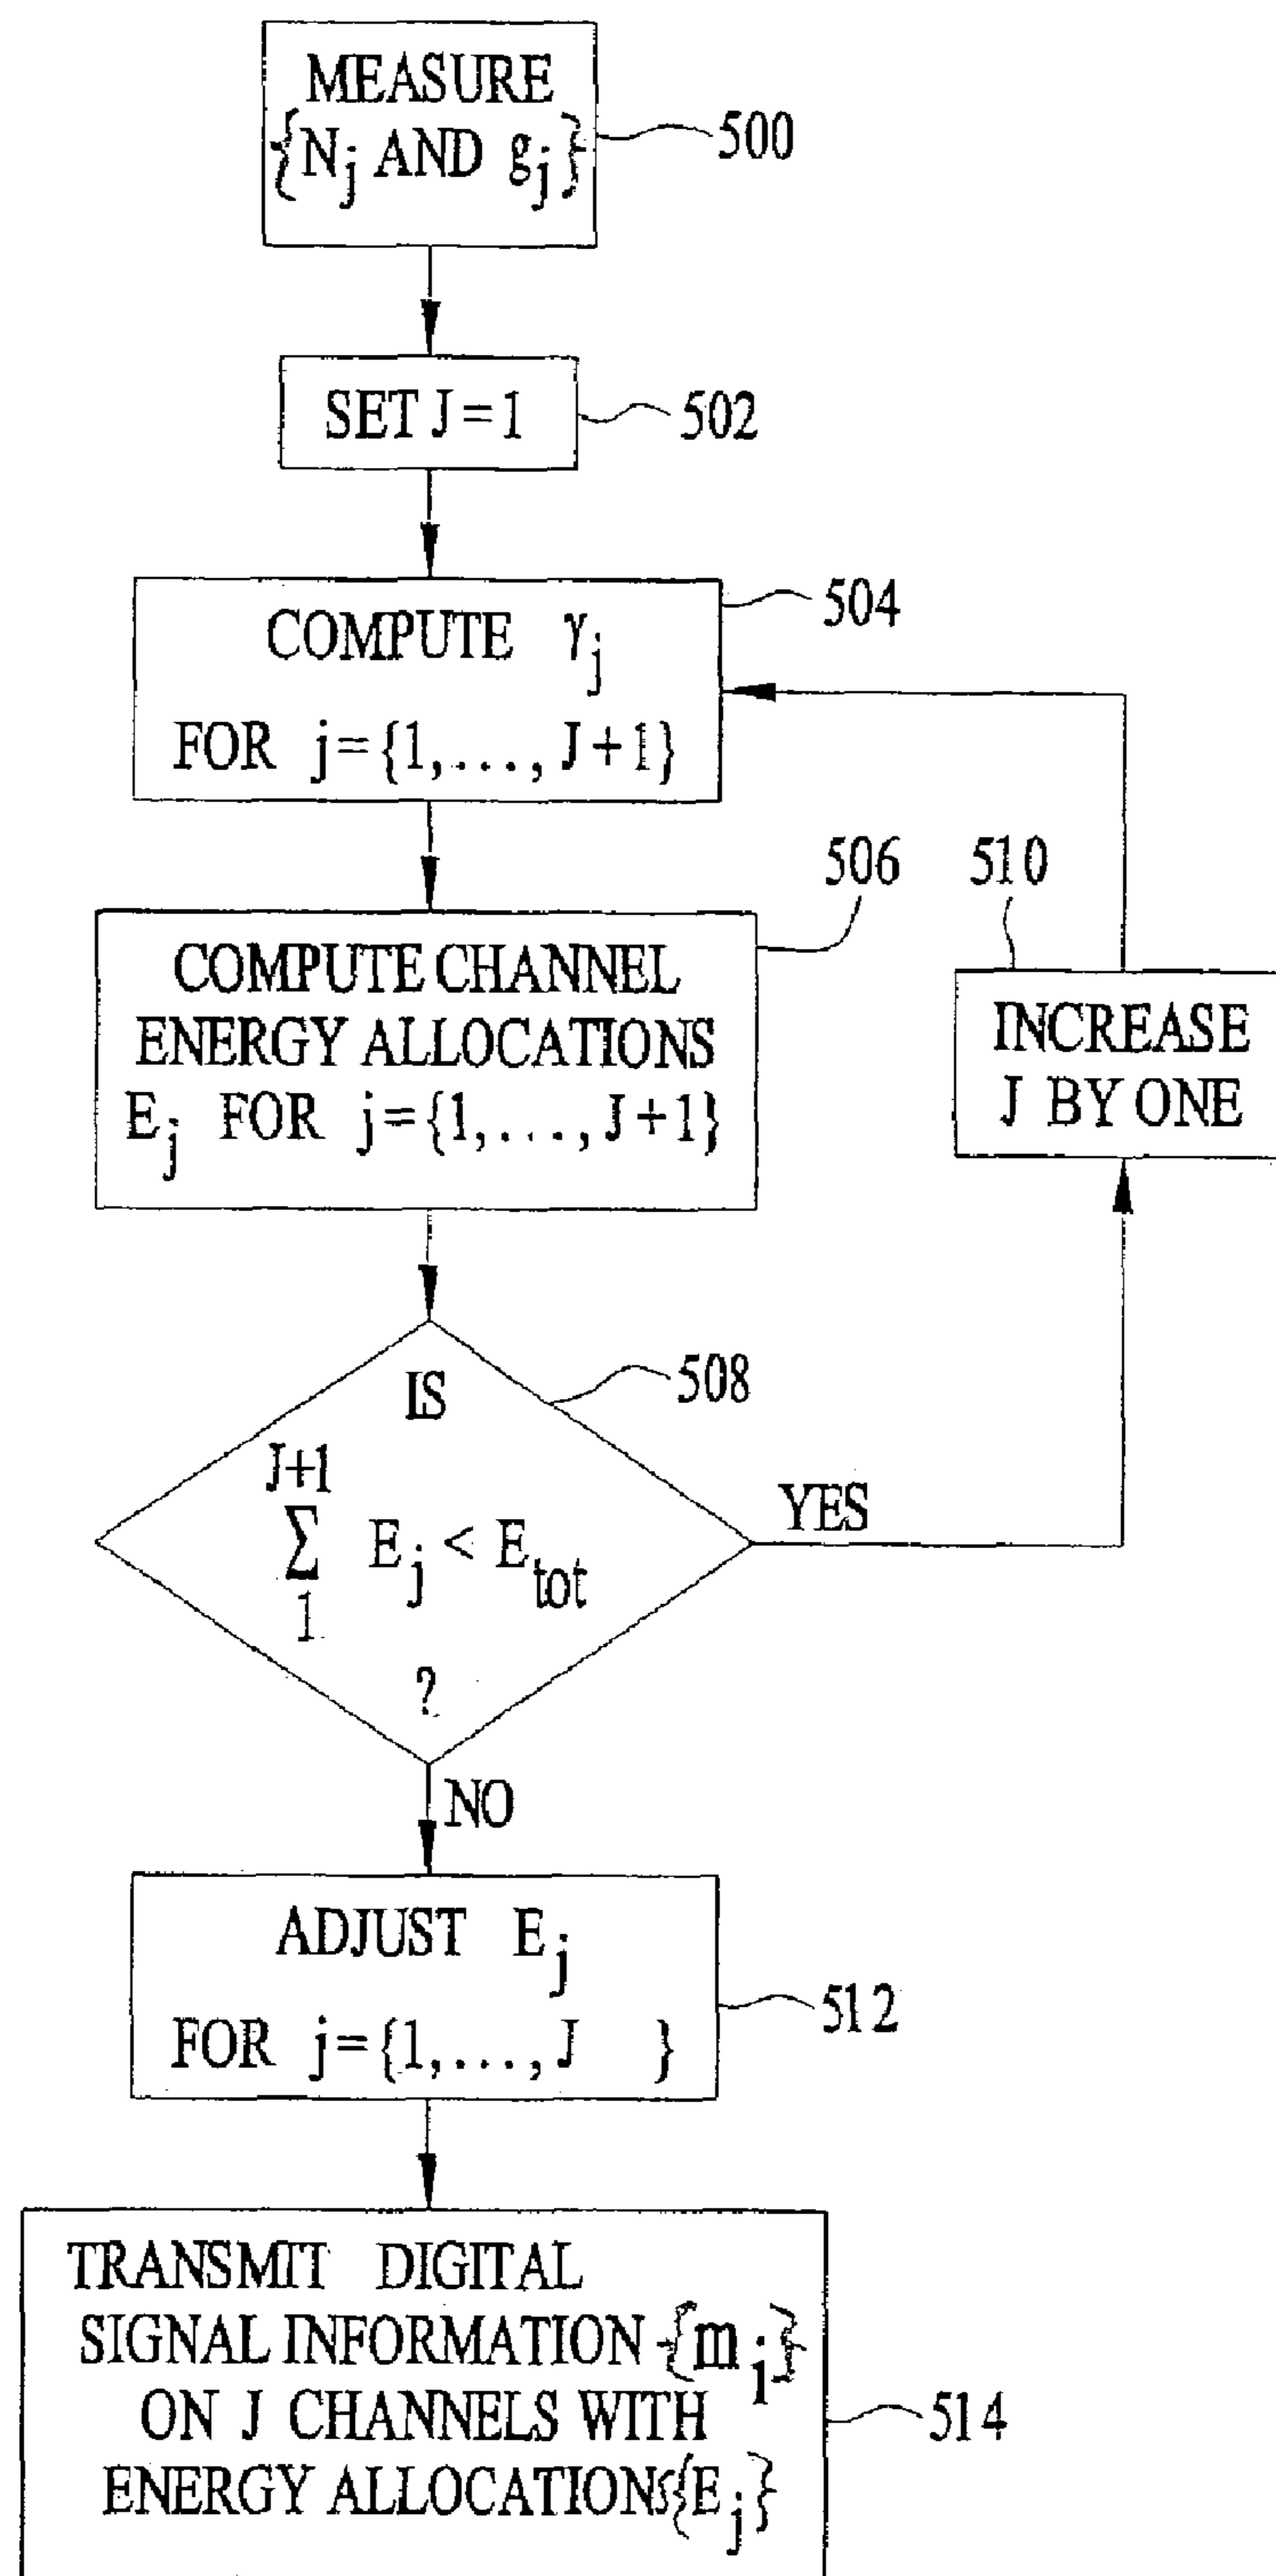 MEASURE
{Nj AND gj}
500
SET J = 1
502
504
COMPUTE γj
FOR j = {1, . . . , J + 1}
506
510
COMPUTE CHANNEL
ENERGY ALLOCATIONS
Ej FOR j = {1, . . . , J + 1}
INCREASE
J BY ONE
IS
508
J+1
Σ Ej < Etot
1
?
YES
NO
ADJUST Ej
FOR j = {1, . . . , J }
512
TRANSMIT DIGITAL
SIGNAL INFORMATION {mi}
ON J CHANNELS WITH
ENERGY ALLOCATIONS{Ej}
514